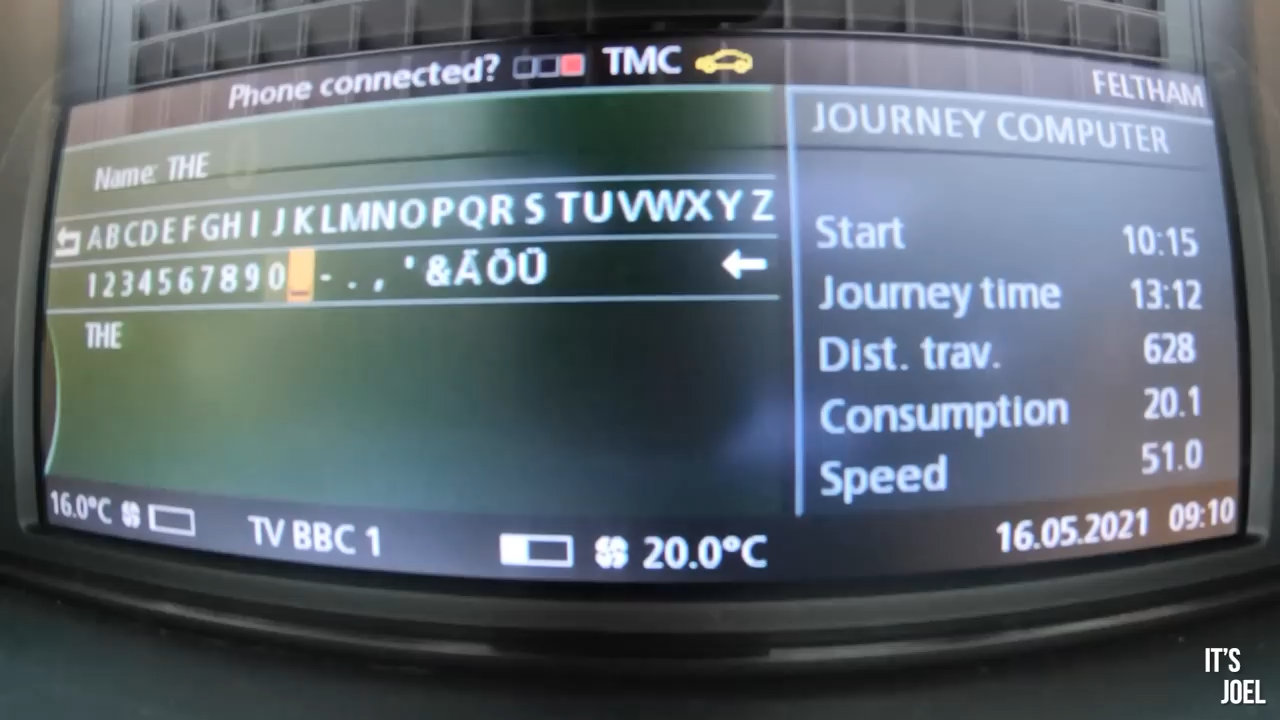 Phone connected? TMC
FELTHAM
Name: THE
ABCDEFGHIJKLMNOPQRSTUVWXYZ
1234567890_-.,'&ÄÖÜ
THE
JOURNEY COMPUTER
Start 10:15
Journey time 13:12
Dist. trav. 628
Consumption 20.1
Speed 51.0
16.0°C TV BBC 1 20.0°C
16.05.2021 09:10
IT'S
JOEL